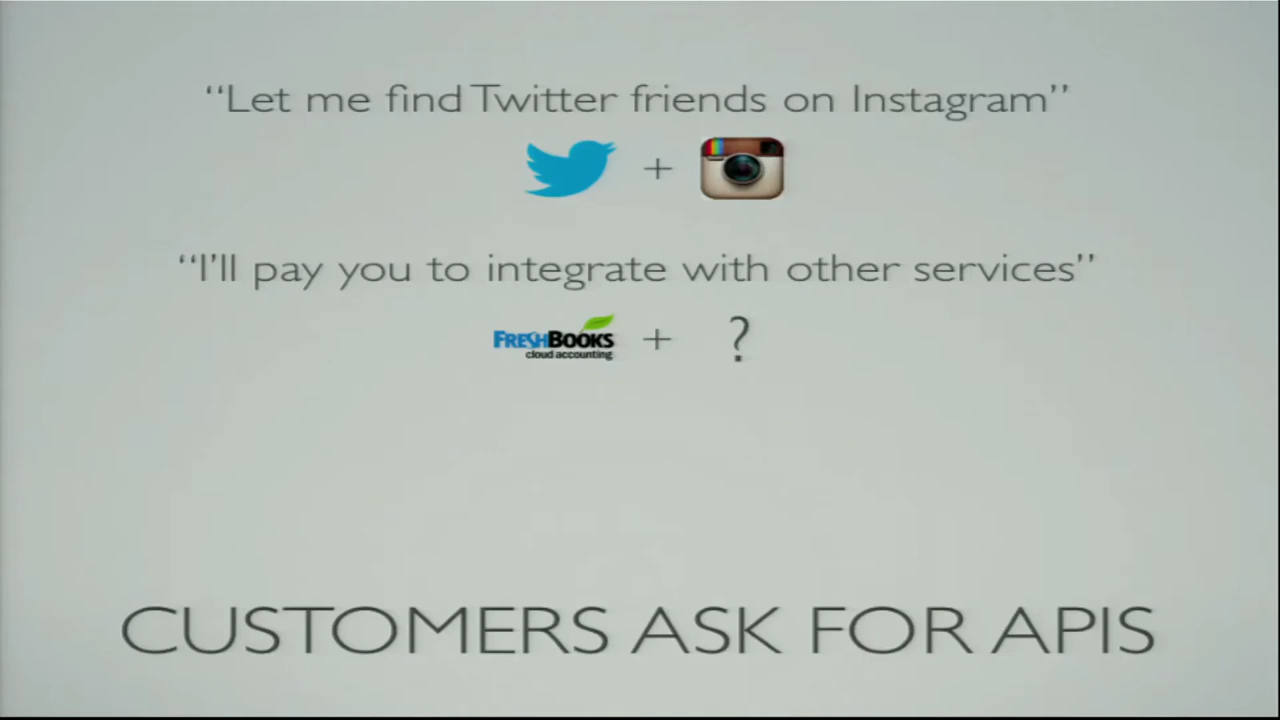 “Let me find Twitter friends on Instagram”
+
“I’ll pay you to integrate with other services”
FRESHBOOKS + ?
cloud accounting
CUSTOMERS ASK FOR APIS